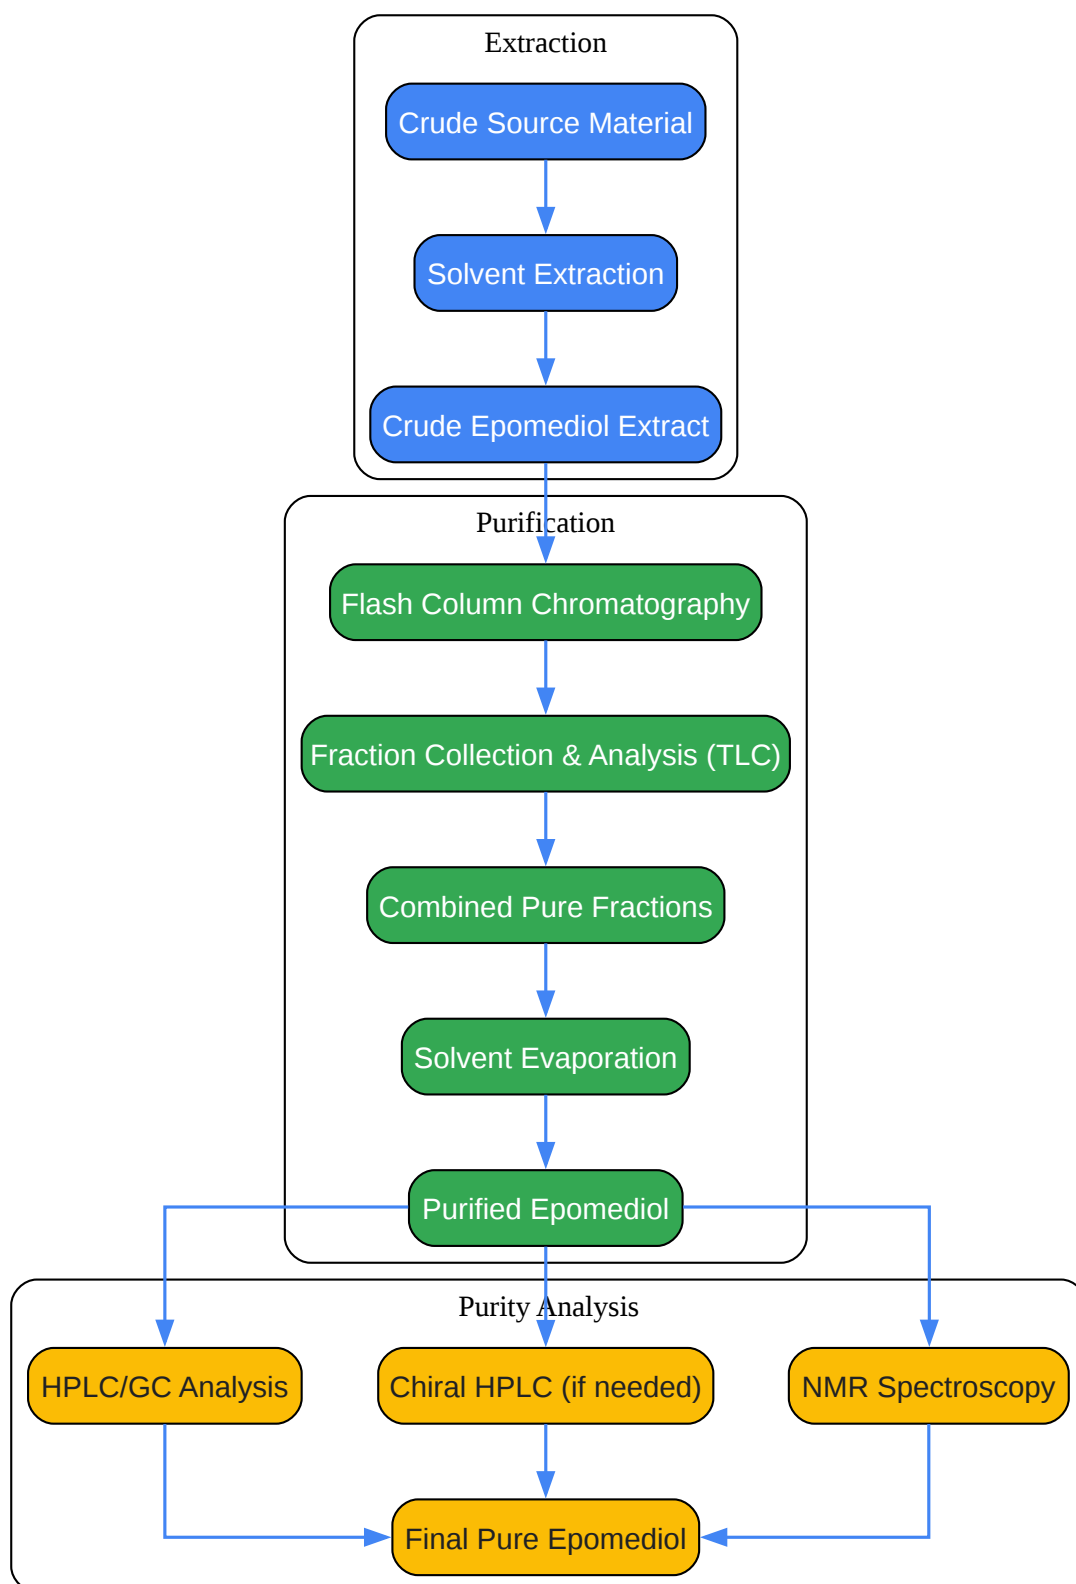 Extraction
Crude Source Material
Solvent Extraction
Crude Epomediol Extract
Purification
Flash Column Chromatography
Fraction Collection & Analysis (TLC)
Combined Pure Fractions
Solvent Evaporation
Purified Epomediol
Purity Analysis
HPLC/GC Analysis
Chiral HPLC (if needed)
NMR Spectroscopy
Final Pure Epomediol